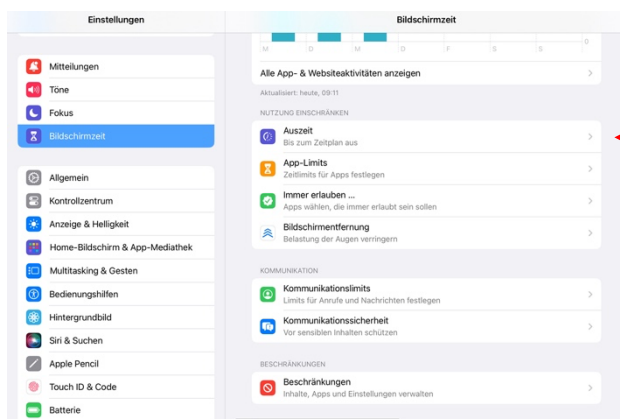 Einstellungen
Mitteilungen
Töne
Fokus
Bildschirmzeit
Allgemein
Kontrollzentrum
Anzeige & Helligkeit
Home-Bildschirm & App-Mediathek
Multitasking & Gesten
Bedienungshilfen
Hintergrundbild
Siri & Suchen
Apple Pencil
Touch ID & Code
Batterie
Bildschirmzeit
0
M D M D F S S
Alle App- & Websiteaktivitäten anzeigen
Aktualisiert: heute, 09:11
NUTZUNG EINSCHRÄNKEN
Auszeit
Bis zum Zeitplan aus
App-Limits
Zeitlimits für Apps festlegen
Immer erlauben ...
Apps wählen, die immer erlaubt sein sollen
Bildschirmentfernung
Belastung der Augen verringern
KOMMUNIKATION
Kommunikationslimits
Limits für Anrufe und Nachrichten festlegen
Kommunikationssicherheit
Vor sensiblen Inhalten schützen
BESCHRÄNKUNGEN
Beschränkungen
Inhalte, Apps und Einstellungen verwalten